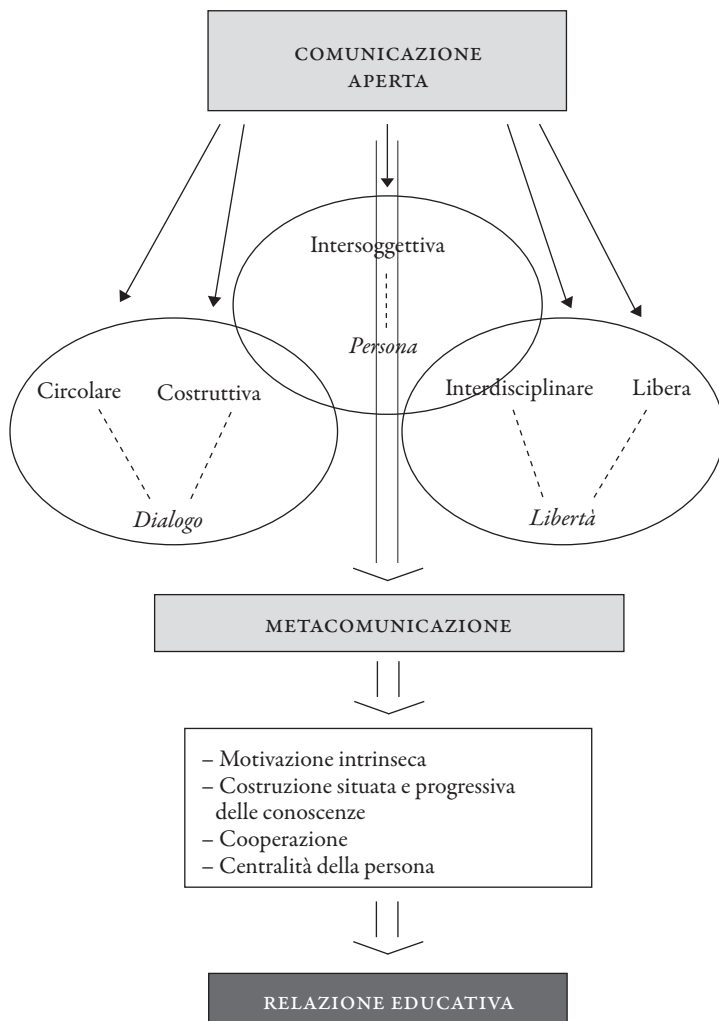 COMUNICAZIONE
APERTA
Intersoggettiva
Persona
Circolare
Costruttiva
Dialogo
Interdisciplinare
Libera
Libertà
METACOMUNICAZIONE
– Motivazione intrinseca
– Costruzione situata e progressiva
delle conoscenze
– Cooperazione
– Centralità della persona
RELAZIONE EDUCATIVA